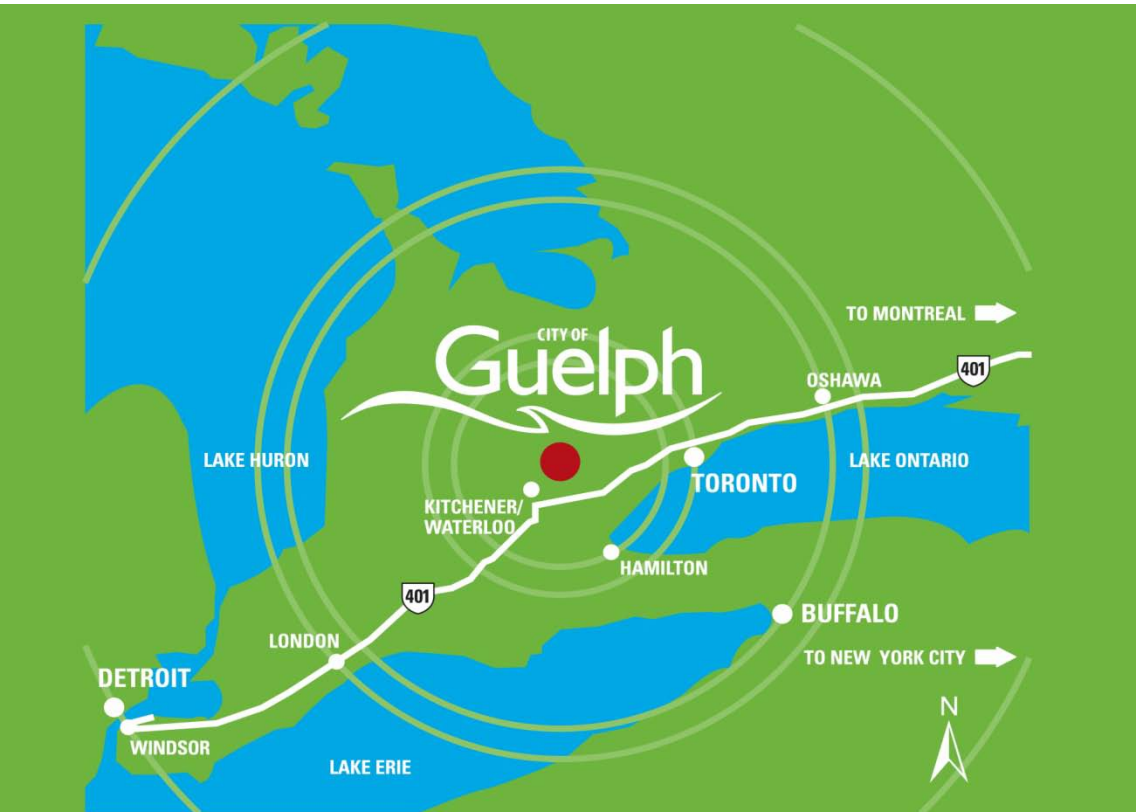 CITY OF
Guelph
TO MONTREAL
401
OSHAWA
LAKE HURON
LAKE ONTARIO
TORONTO
KITCHENER/
WATERLOO
HAMILTON
401
BUFFALO
LONDON
TO NEW YORK CITY
DETROIT
N
WINDSOR
LAKE ERIE